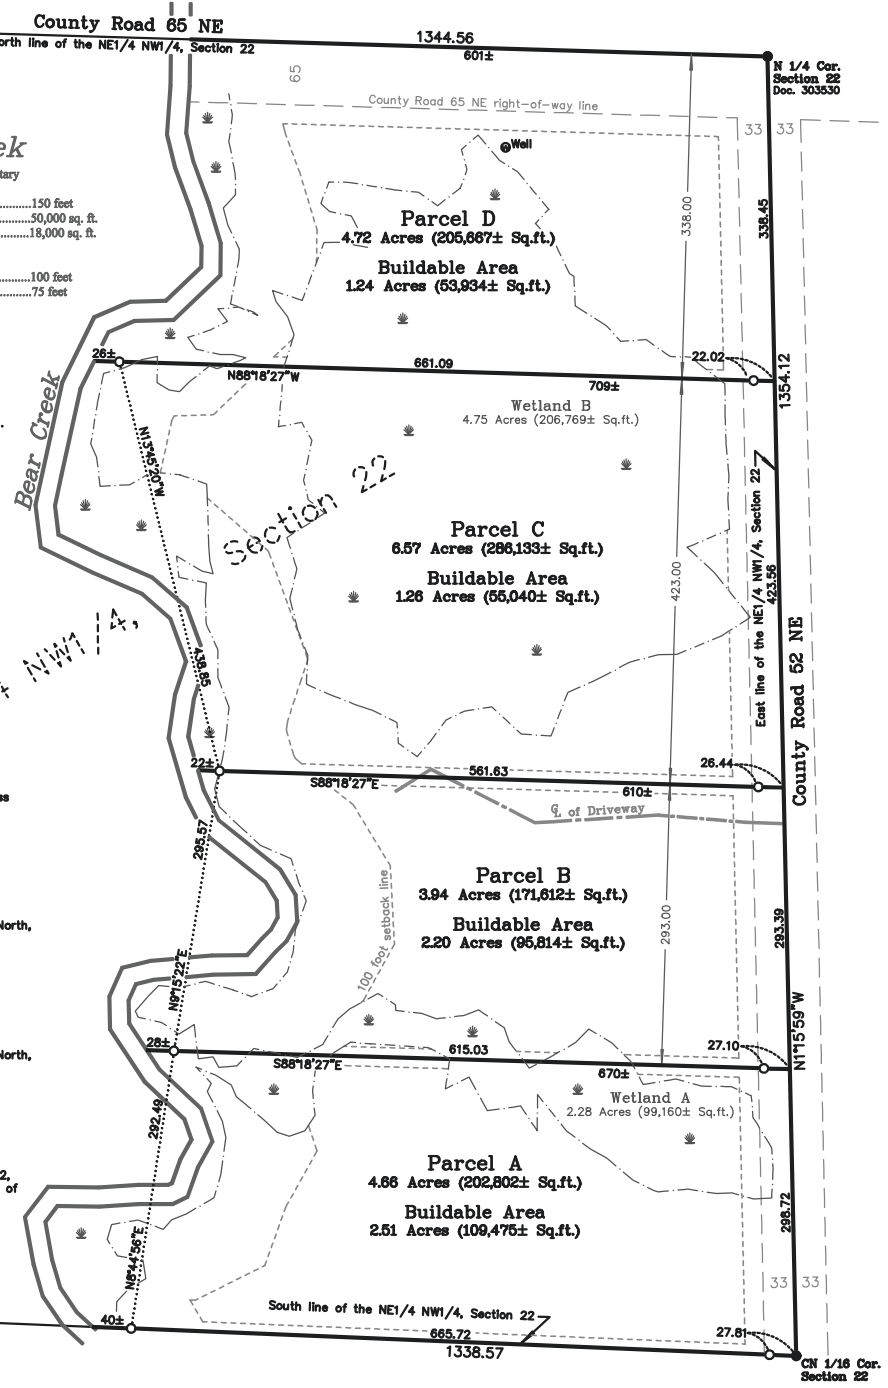 County Road 65 NE
orth line of the NE1/4 NW1/4, Section 22
1344.56
601±
N 1/4 Cor.
Section 22
Doc. 303530
65
County Road 65 NE right-of-way line
33 33
ek
tary
Well
..........150 feet
..........50,000 sq. ft.
..........18,000 sq. ft.
..........100 feet
..........75 feet
Parcel D
4.72 Acres (205,667± Sq.ft.)
Buildable Area
1.24 Acres (53,934± Sq.ft.)
338.00
338.45
26±
661.09
22.02
N88°18'27"W
709±
1354.12
Bear Creek
Wetland B
4.75 Acres (206,769± Sq.ft.)
N13°45'20"W
Section 22
Parcel C
6.57 Acres (286,133± Sq.ft.)
Buildable Area
1.26 Acres (55,040± Sq.ft.)
423.00
East line of the NE1/4 NW1/4, Section 22
423.56
NW1/4,
438.85
County Road 52 NE
22±
561.63
26.44
S88°18'27"E
610±
ss
CL of Driveway
295.57
Parcel B
3.94 Acres (171,612± Sq.ft.)
Buildable Area
2.20 Acres (95,814± Sq.ft.)
100 foot setback line
293.00
293.39
North,
N9°15'22"E
N1°15'59"W
28±
615.03
27.10
North,
S88°18'27"E
670±
Wetland A
2.28 Acres (99,160± Sq.ft.)
292.49
Parcel A
4.66 Acres (202,802± Sq.ft.)
Buildable Area
2.51 Acres (109,475± Sq.ft.)
2,
of
298.72
N8°44'56"E
33 33
South line of the NE1/4 NW1/4, Section 22
40±
665.72
27.81
1338.57
CN 1/16 Cor.
Section 22